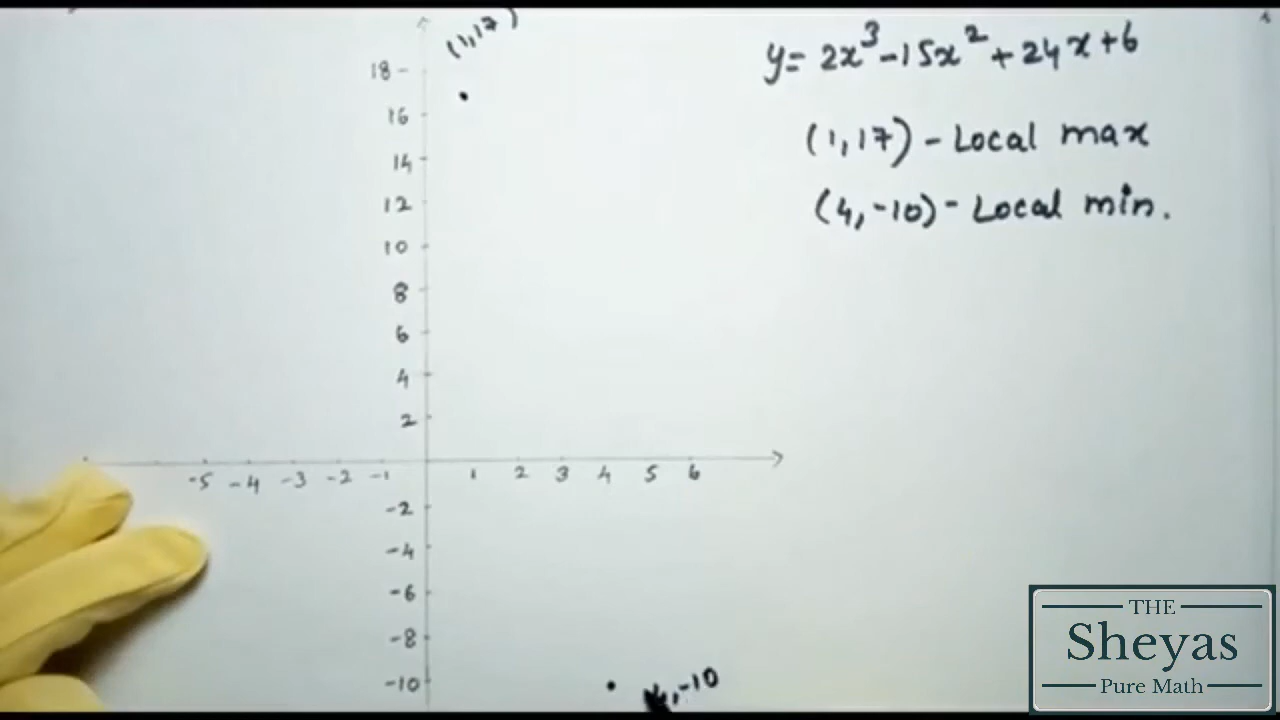 (1,17)
y= 2x³-15x²+24x+6
(1,17) - Local max
(4,-10) - Local min.
18
16
14
12
10
8
6
4
2
-5 -4 -3 -2 -1 1 2 3 4 5 6
-2
-4
-6
-8
-10
4,-10
THE
Sheyas
Pure Math